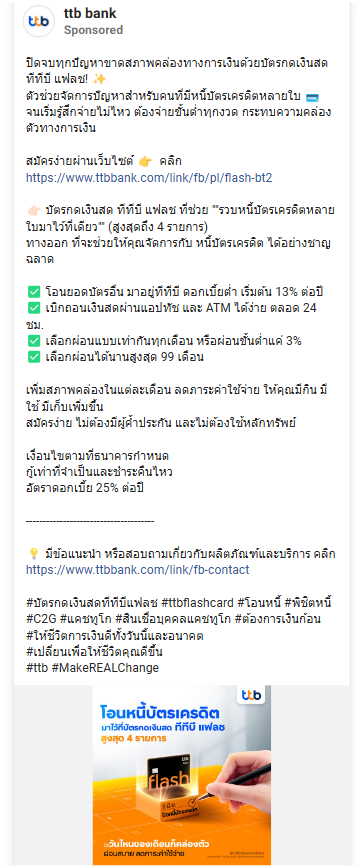 ttb
ttb bank
Sponsored
ปิดจบทุกปัญหาขาดสภาพคล่องทางการเงินด้วยบัตรกดเงินสด
ทีทีบี แฟลช! ✨
ตัวช่วยจัดการปัญหาสำหรับคนที่มีหนี้บัตรเครดิตหลายใบ 💳
จนเริ่มรู้สึกจ่ายไม่ไหว ต้องจ่ายขั้นต่ำทุกงวด กระทบความคล่อง
ตัวทางการเงิน
สมัครง่ายผ่านเว็บไซต์ 👉 คลิก
https://www.ttbbank.com/link/fb/pl/flash-bt2
👉🏻 บัตรกดเงินสด ทีทีบี แฟลช ที่ช่วย ""รวบหนี้บัตรเครดิตหลาย
ใบมาไว้ที่เดียว"" (สูงสุดถึง 4 รายการ)
ทางออก ที่จะช่วยให้คุณจัดการกับ หนี้บัตรเครดิต ได้อย่างชาญ
ฉลาด
✅ โอนยอดบัตรอื่น มาอยู่ทีทีบี ดอกเบี้ยต่ำ เริ่มต้น 13% ต่อปี
✅ เบิกถอนเงินสดผ่านแอปทัช และ ATM ได้ง่าย ตลอด 24
ชม.
✅ เลือกผ่อนแบบเท่ากันทุกเดือน หรือผ่อนขั้นต่ำแค่ 3%
✅ เลือกผ่อนได้นานสูงสุด 99 เดือน
เพิ่มสภาพคล่องในแต่ละเดือน ลดภาระค่าใช้จ่าย ให้คุณมีกิน มี
ใช้ มีเก็บเพิ่มขึ้น
สมัครง่าย ไม่ต้องมีผู้ค้ำประกัน และไม่ต้องใช้หลักทรัพย์
เงื่อนไขตามที่ธนาคารกำหนด
กู้เท่าที่จำเป็นและชำระคืนไหว
อัตราดอกเบี้ย 25% ต่อปี
-------------------------------------
💡 มีข้อแนะนำ หรือสอบถามเกี่ยวกับผลิตภัณฑ์และบริการ คลิก
https://www.ttbbank.com/link/fb-contact
#บัตรกดเงินสดทีทีบีแฟลช #ttbflashcard #โอนหนี้ #พิชิตหนี้
#C2G #แคชทูโก #สินเชื่อบุคคลแคชทูโก #ต้องการเงินก้อน
#ให้ชีวิตการเงินดีทั้งวันนี้และอนาคต
#เปลี่ยนเพื่อให้ชีวิตคุณดีขึ้น
#ttb #MakeREALChange
ttb
โอนหนี้บัตรเครดิต
มาไว้ที่บัตรกดเงินสด ทีทีบี แฟลช
สูงสุด 4 รายการ
flash
ปิดหนี้บัตรเครดิต
จะวันไหนของเดือนก็คล่องตัว
ผ่อนสบาย ลดภาระค่าใช้จ่าย